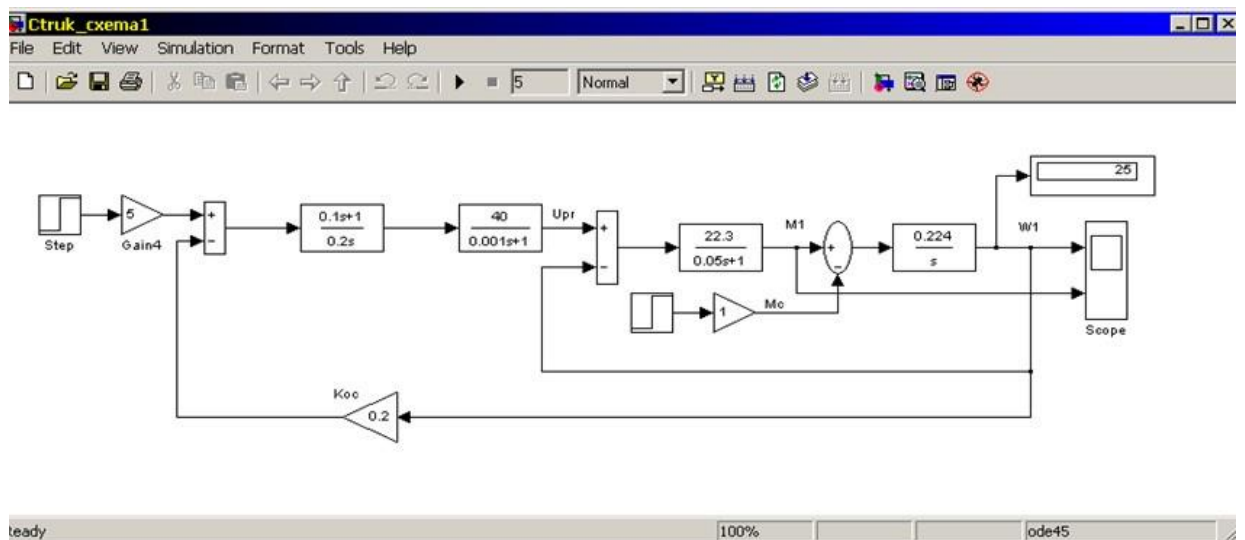 Ctruk_cxema1
File Edit View Simulation Format Tools Help
5 Normal
25
5
+
−
0.1s+1
0.2s
40
0.001s+1
Upr
+
−
22.3
0.05s+1
M1
+
−
0.224
s
W1
Step
Gain4
1
Mc
Scope
Koc
0.2
eady 100% ode45